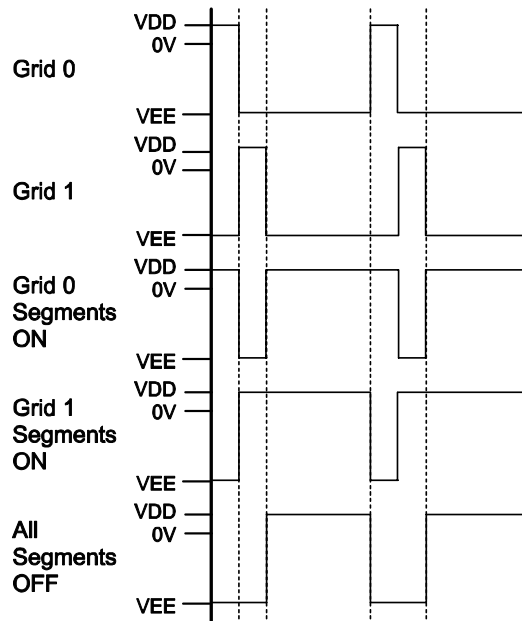 VDD
0V
Grid 0
VEE
VDD
0V
Grid 1
VEE
VDD
0V
Grid 0
Segments
ON
VEE
VDD
0V
Grid 1
Segments
ON
VEE
VDD
0V
All
Segments
OFF
VEE